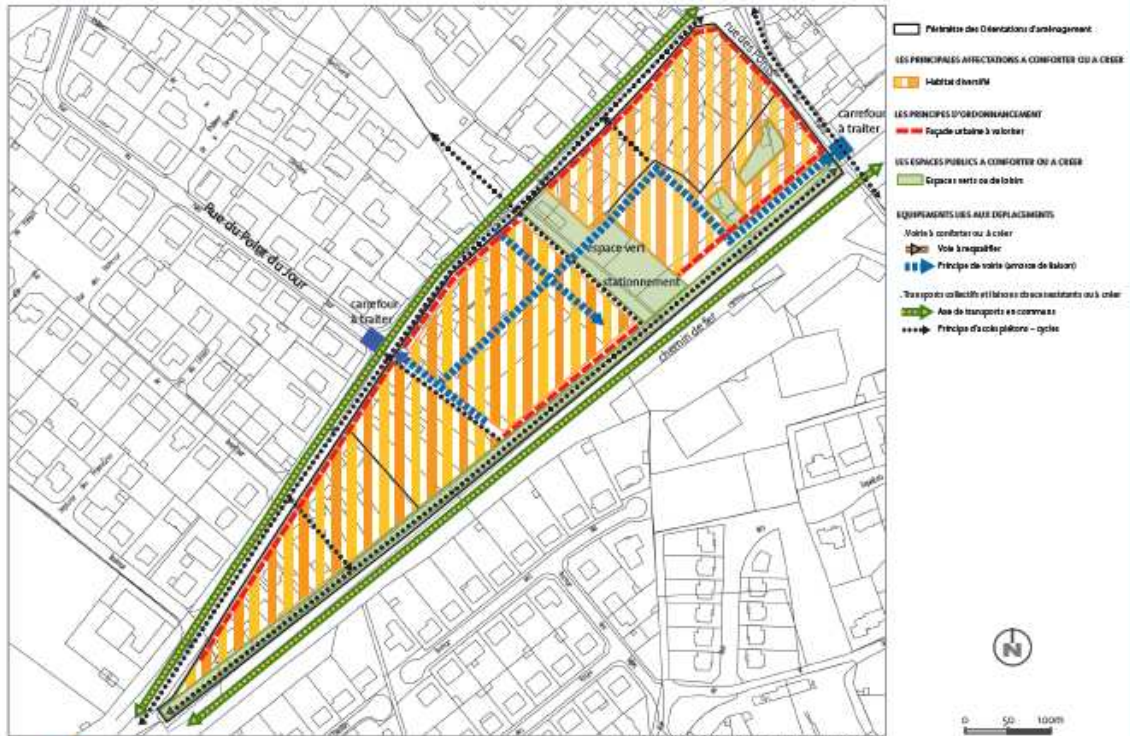 rue des Ponts
carrefour
à traiter
Rue du Point du Jour
espace vert
stationnement
carrefour
à traiter
chemin de fer
Périmètre des Orientations d'aménagement
LES PRINCIPALES AFFECTATIONS A CONFORTER OU A CREER
Habitat diversifié
LES PRINCIPES D'ORDONNANCEMENT
Façade urbaine à valoriser
LES ESPACES PUBLICS A CONFORTER OU A CREER
Espaces verts ou de loisirs
EQUIPEMENTS LIES AUX DEPLACEMENTS
.Voirie à conforter ou à créer
Voie à requalifier
Principe de voirie (amorce de liaison)
.Transports collectifs et liaisons douces existants ou à créer
Axe de transports en commun
Principe d'accès piétons - cycles
N
0 50 100m